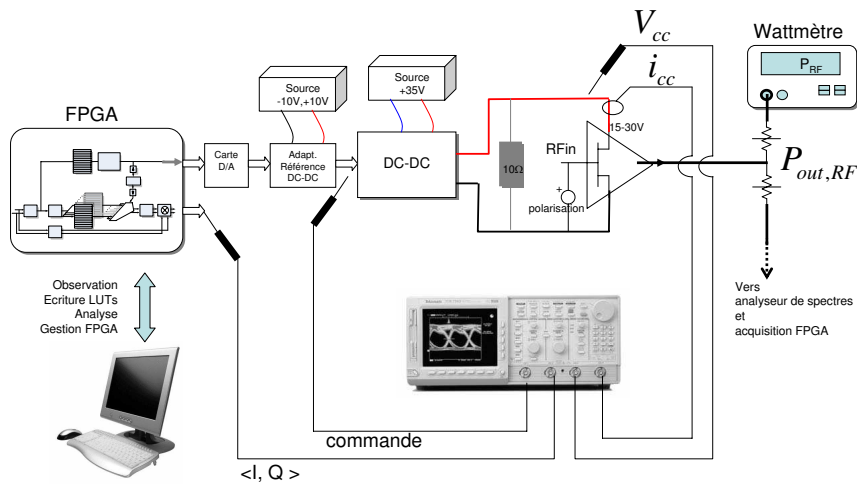 FPGA
Carte
D/A
Source
-10V,+10V
Adapt.
Référence
DC-DC
Source
+35V
DC-DC
10Ω
RFin
+
polarisation
15-30V
Vcc
icc
Wattmètre
PRF
Pout,RF
Vers
analyseur de spectres
et
acquisition FPGA
Observation
Ecriture LUTs
Analyse
Gestion FPGA
Tektronix
commande
<I, Q >